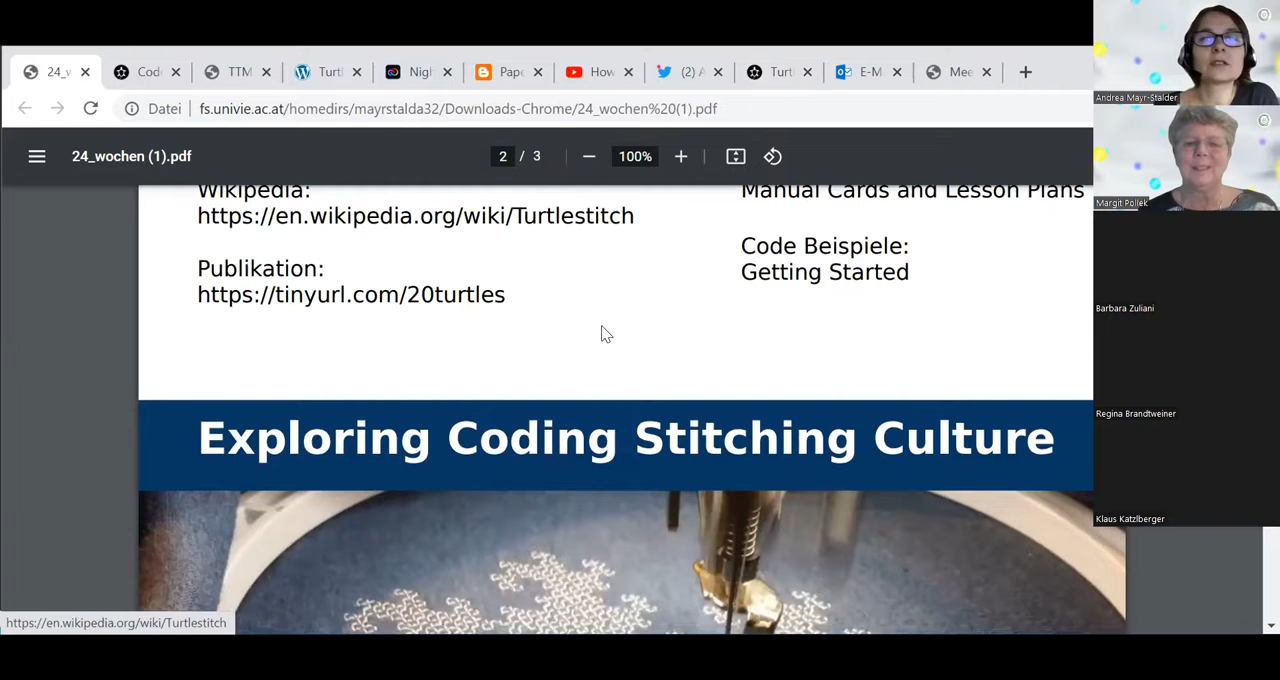 24_v
Cod
TTM
Turtl
Nigl
Pape
How
(2) A
Turti
E-M
Mee
Datei
fs.univie.ac.at/homedirs/mayrstalda32/Downloads-Chrome/24_wochen%20(1).pdf
24_wochen (1).pdf
2 / 3
100%
Wikipedia:
https://en.wikipedia.org/wiki/Turtlestitch
Publikation:
https://tinyurl.com/20turtles
Manual Cards and Lesson Plans
Code Beispiele:
Getting Started
Exploring Coding Stitching Culture
https://en.wikipedia.org/wiki/Turtlestitch
Andrea Mayr-Stalder
Margit Pollek
Barbara Zuliani
Regina Brandtweiner
Klaus Katzlberger